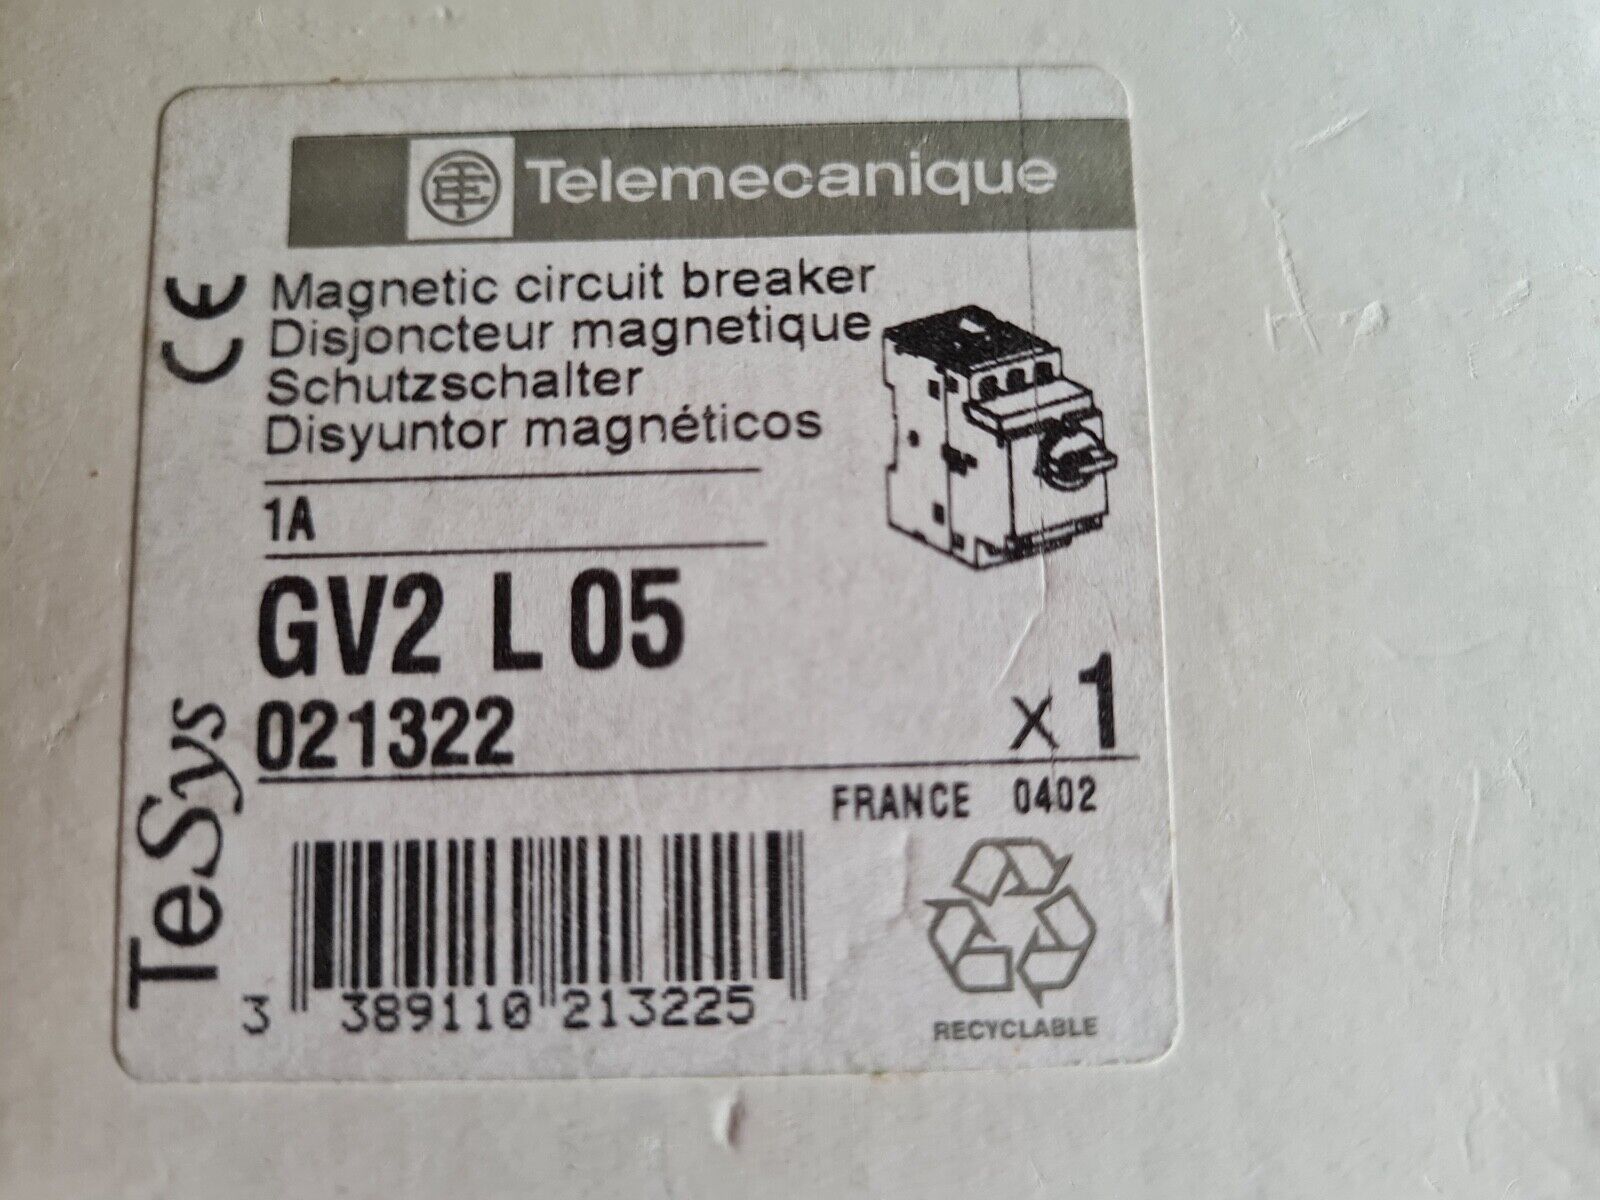 Telemecanique
CE
Magnetic circuit breaker
Disjoncteur magnetique
Schutzschalter
Disyuntor magnéticos
1A
GV2 L 05
021322
x 1
FRANCE 0402
TeSys
3 389110 213225
RECYCLABLE